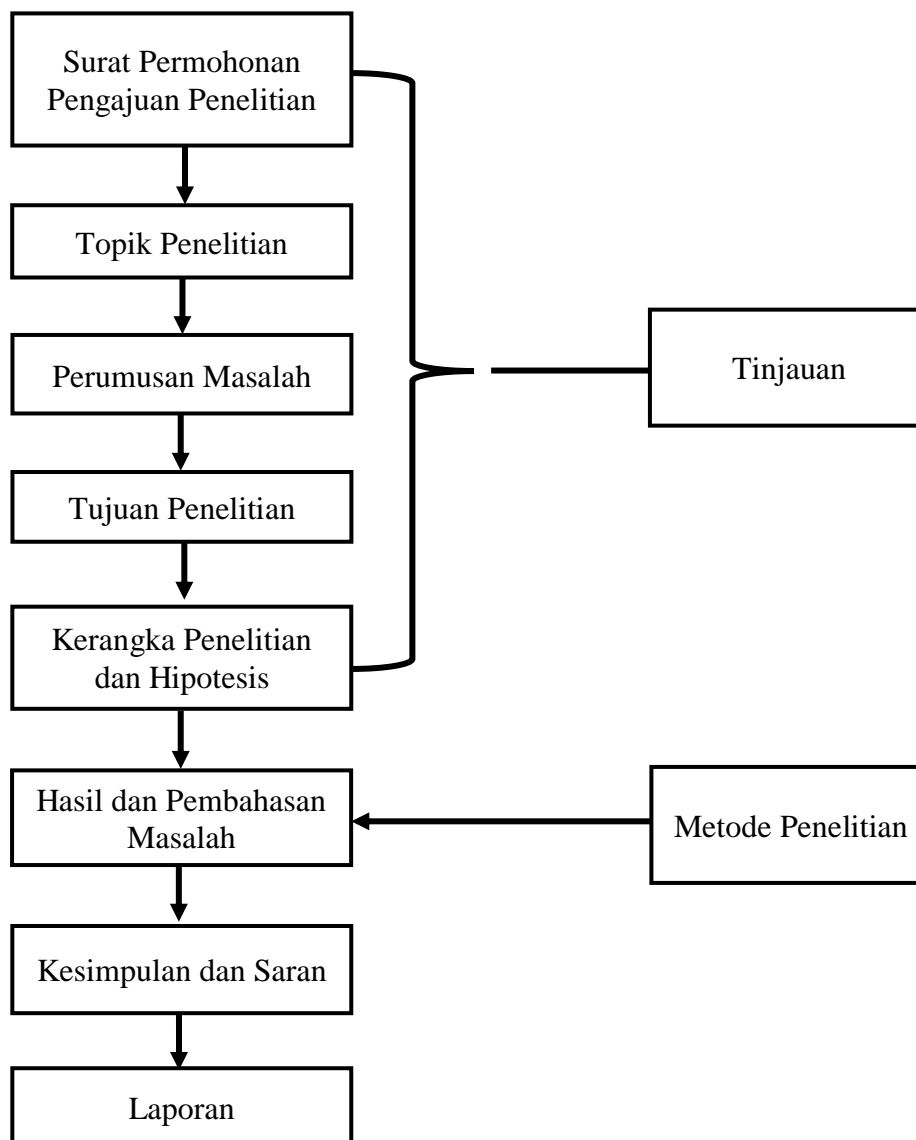 Surat Permohonan
Pengajuan Penelitian
Topik Penelitian
Perumusan Masalah
Tinjauan
Tujuan Penelitian
Kerangka Penelitian
dan Hipotesis
Hasil dan Pembahasan
Masalah
Metode Penelitian
Kesimpulan dan Saran
Laporan